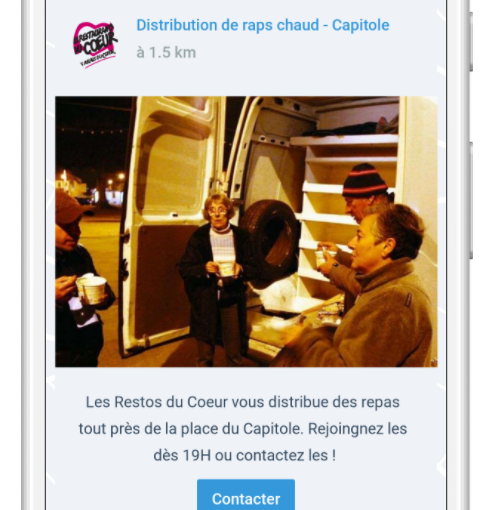 Distribution de raps chaud - Capitole
à 1.5 km
Les Restos du Coeur vous distribue des repas
tout près de la place du Capitole. Rejoingnez les
dès 19H ou contactez les !
Contacter